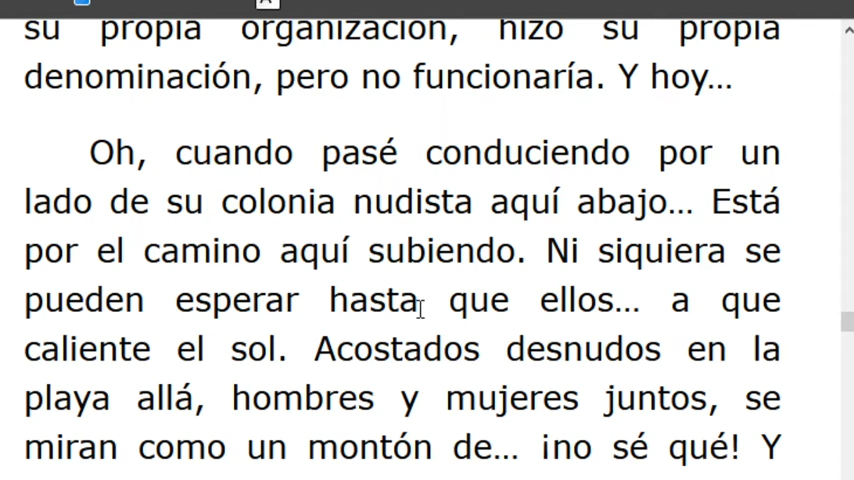 su propia organización, hizo su propia
denominación, pero no funcionaría. Y hoy…
Oh, cuando pasé conduciendo por un
lado de su colonia nudista aquí abajo… Está
por el camino aquí subiendo. Ni siquiera se
pueden esperar hasta que ellos… a que
caliente el sol. Acostados desnudos en la
playa allá, hombres y mujeres juntos, se
miran como un montón de… ¡no sé qué! Y